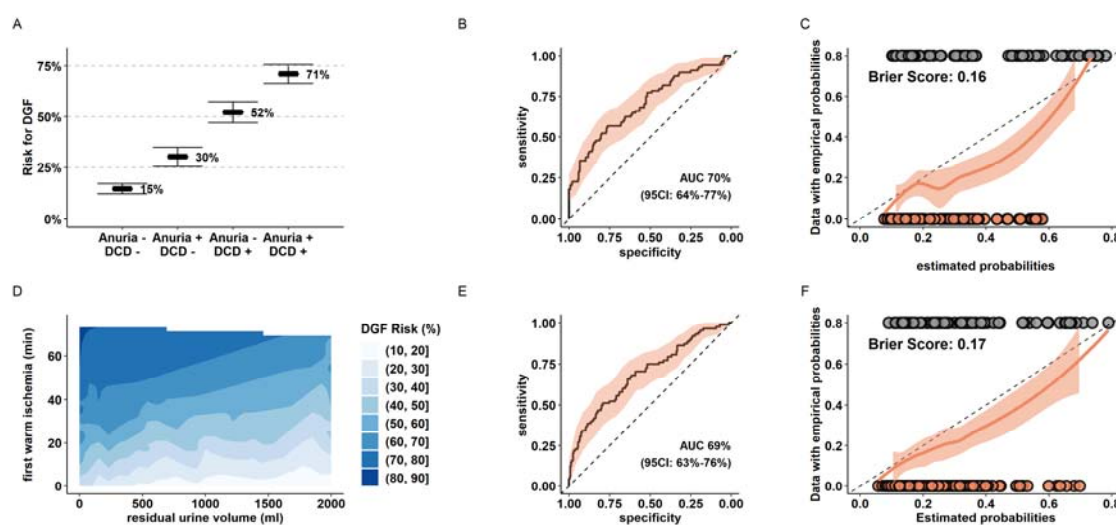 A
Risk for DGF
75%
50%
25%
0%
15%
30%
52%
71%
Anuria - Anuria + Anuria - Anuria +
DCD - DCD - DCD + DCD +
B
sensitivity
1.00
0.75
0.50
0.25
0.00
AUC 70%
(95CI: 64%-77%)
1.00 0.75 0.50 0.25 0.00
specificity
C
Data with empirical probabilities
0.8
0.6
0.4
0.2
0.0
Brier Score: 0.16
0.0 0.2 0.4 0.6 0.8
estimated probabilities
D
first warm ischemia (min)
60
40
20
0
0 500 1000 1500 2000
residual urine volume (ml)
DGF Risk (%)
(10, 20]
(20, 30]
(30, 40]
(40, 50]
(50, 60]
(60, 70]
(70, 80]
(80, 90]
E
sensitivity
1.00
0.75
0.50
0.25
0.00
AUC 69%
(95CI: 63%-76%)
1.00 0.75 0.50 0.25 0.00
specificity
F
Data with empirical probabilities
0.8
0.6
0.4
0.2
0.0
Brier Score: 0.17
0.0 0.2 0.4 0.6 0.8
Estimated probabilities